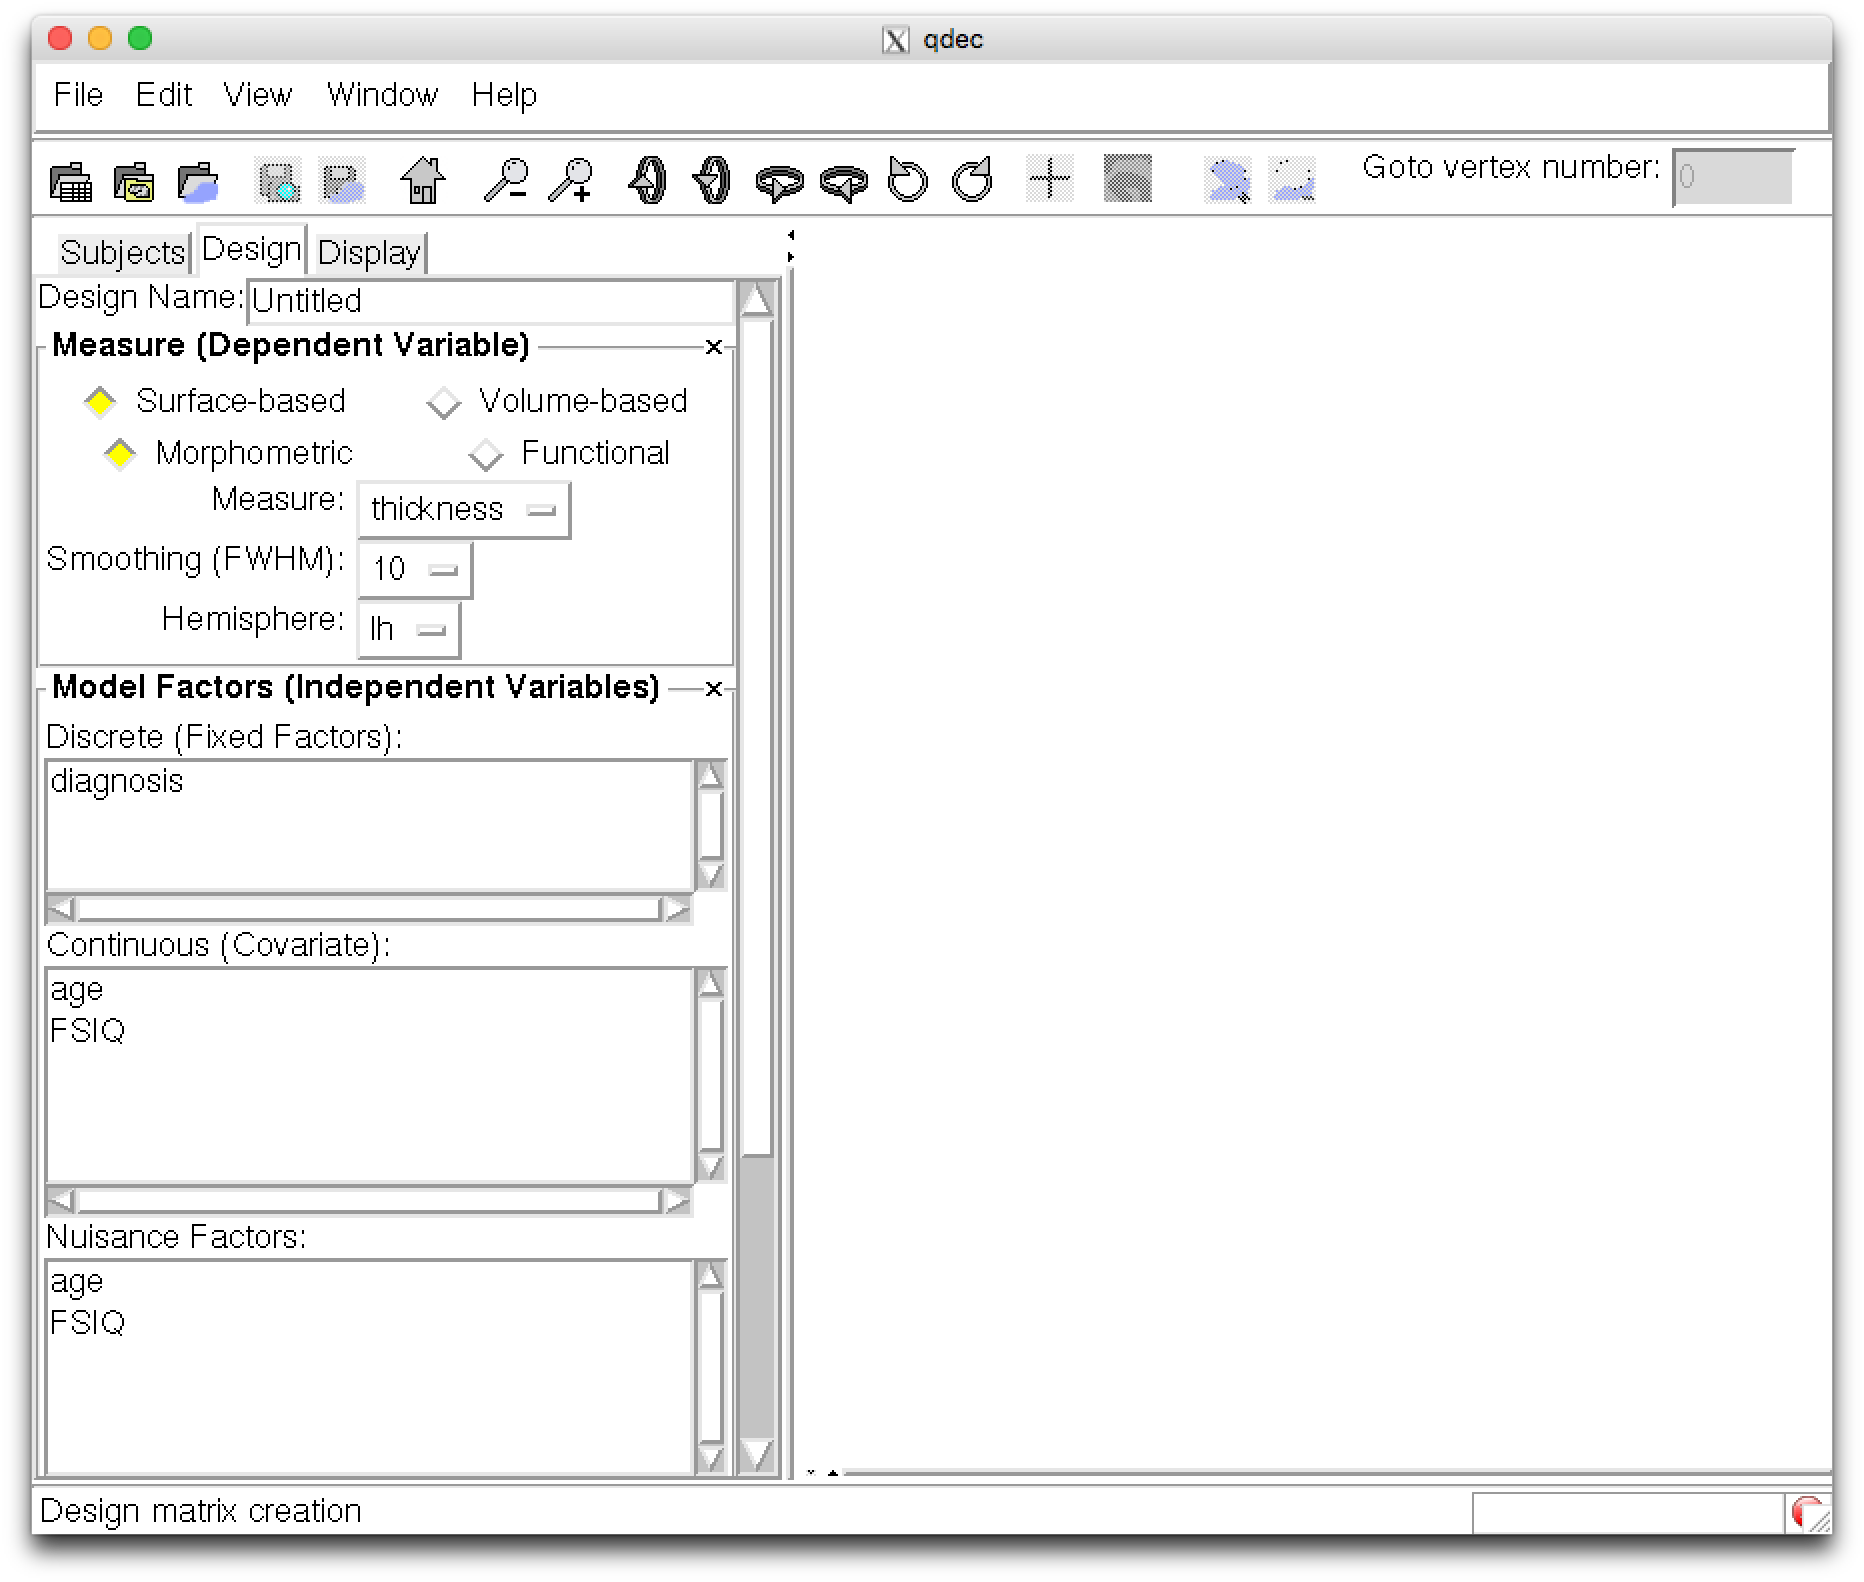 qdec
File Edit View Window Help
Goto vertex number: 0
Subjects Design Display
Design Name: Untitled
Measure (Dependent Variable)
Surface-based Volume-based
Morphometric Functional
Measure: thickness
Smoothing (FWHM): 10
Hemisphere: lh
Model Factors (Independent Variables)
Discrete (Fixed Factors):
diagnosis
Continuous (Covariate):
age
FSIQ
Nuisance Factors:
age
FSIQ
Design matrix creation